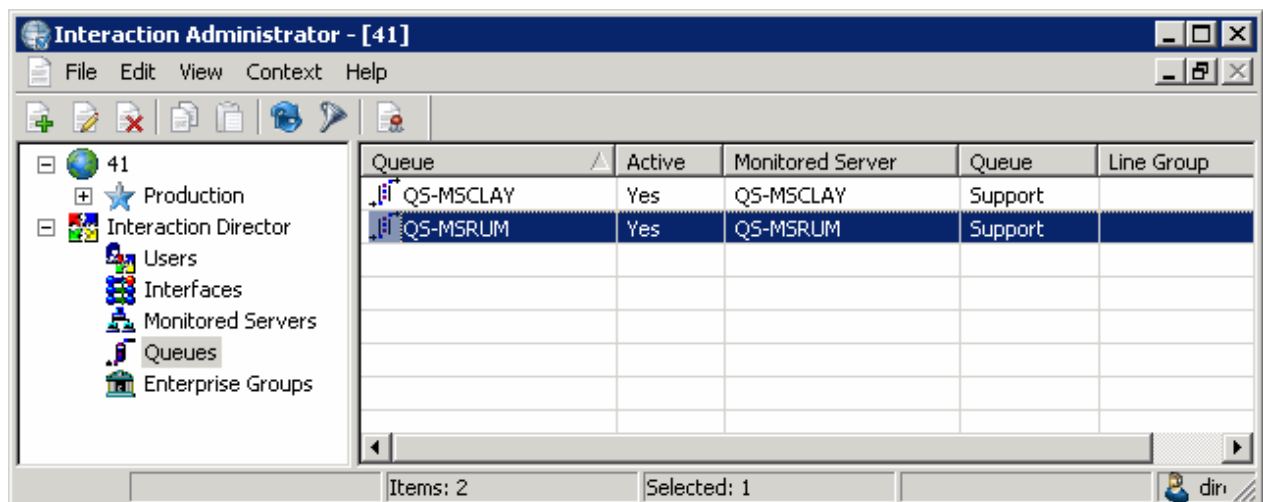 Interaction Administrator - [41]
File Edit View Context Help
41
Production
Interaction Director
Users
Interfaces
Monitored Servers
Queues
Enterprise Groups
Queue Active Monitored Server Queue Line Group
QS-MSCLAY Yes QS-MSCLAY Support
QS-MSRUM Yes QS-MSRUM Support
Items: 2 Selected: 1